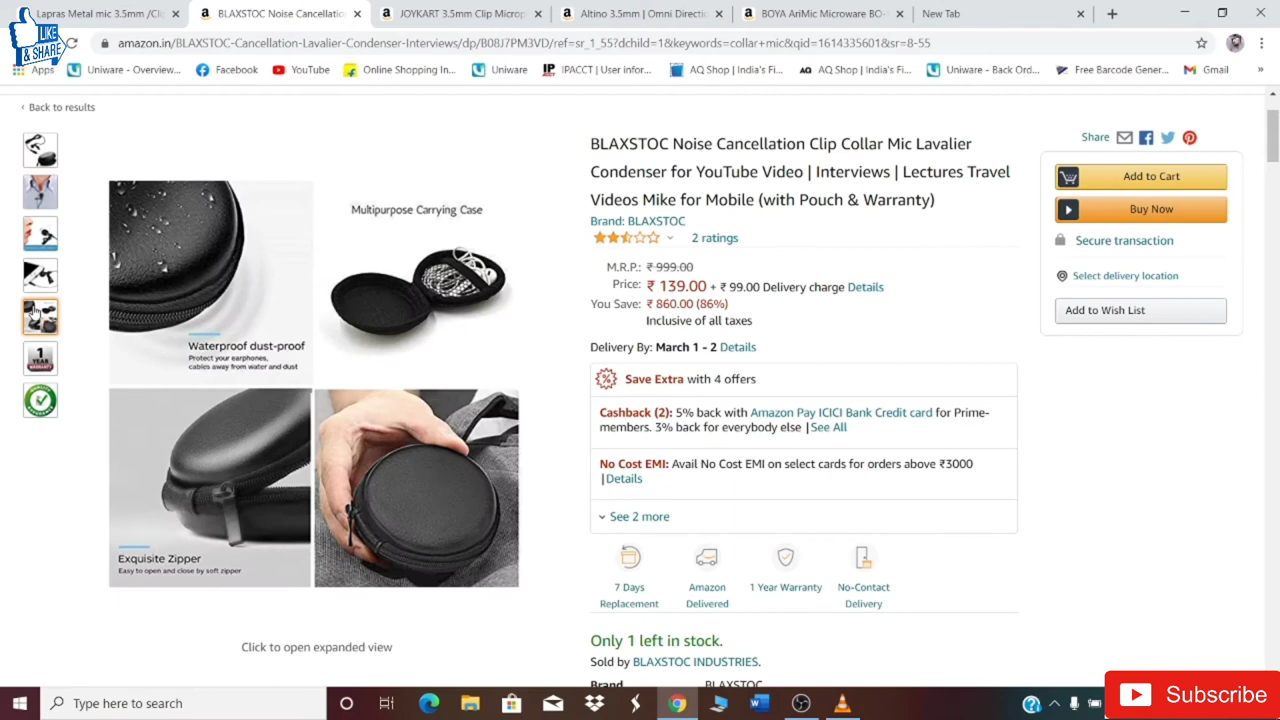 Lapras Metal mic 3.5mm /Clip
BLAXSTOC Noise Cancellation
JOYKART 3.5mm Clip Microp
Altino 3.5mm | Omni Directi
BOYA AriMic Microware BO
New Tab
LIKE
& SHARE
amazon.in/BLAXSTOC-Cancellation-Lavalier-Condenser-Interviews/dp/B08J7PM3VD/ref=sr_1_55?dchild=1&keywords=collar+mic&qid=1614335601&sr=8-55
Apps
Uniware - Overview...
Facebook
YouTube
Online Shopping In...
Uniware
IPACCT | User infor...
AQ Shop | India's Fi...
AQ Shop | India's Fi...
Uniware - Back Ord...
Free Barcode Gener...
Gmail
‹ Back to results
BLAXSTOC Noise Cancellation Clip Collar Mic Lavalier
Condenser for YouTube Video | Interviews | Lectures Travel
Videos Mike for Mobile (with Pouch & Warranty)
Brand: BLAXSTOC
2 ratings
M.R.P.: ₹ 999.00
Price: ₹ 139.00 + ₹ 99.00 Delivery charge Details
You Save: ₹ 860.00 (86%)
Inclusive of all taxes
Delivery By: March 1 - 2 Details
Save Extra with 4 offers
Cashback (2): 5% back with Amazon Pay ICICI Bank Credit card for Prime-
members. 3% back for everybody else |See All
No Cost EMI: Avail No Cost EMI on select cards for orders above ₹3000
|Details
See 2 more
7 Days
Replacement
Amazon
Delivered
1 Year Warranty
No-Contact
Delivery
Only 1 left in stock.
Sold by BLAXSTOC INDUSTRIES.
Brand BLAXSTOC
Share
Add to Cart
Buy Now
Secure transaction
Select delivery location
Add to Wish List
Multipurpose Carrying Case
Waterproof dust-proof
Protect your earphones,
cables away from water and dust
Exquisite Zipper
Easy to open and close by soft zipper
Click to open expanded view
1
YEAR
WARRANTY
Type here to search
Subscribe